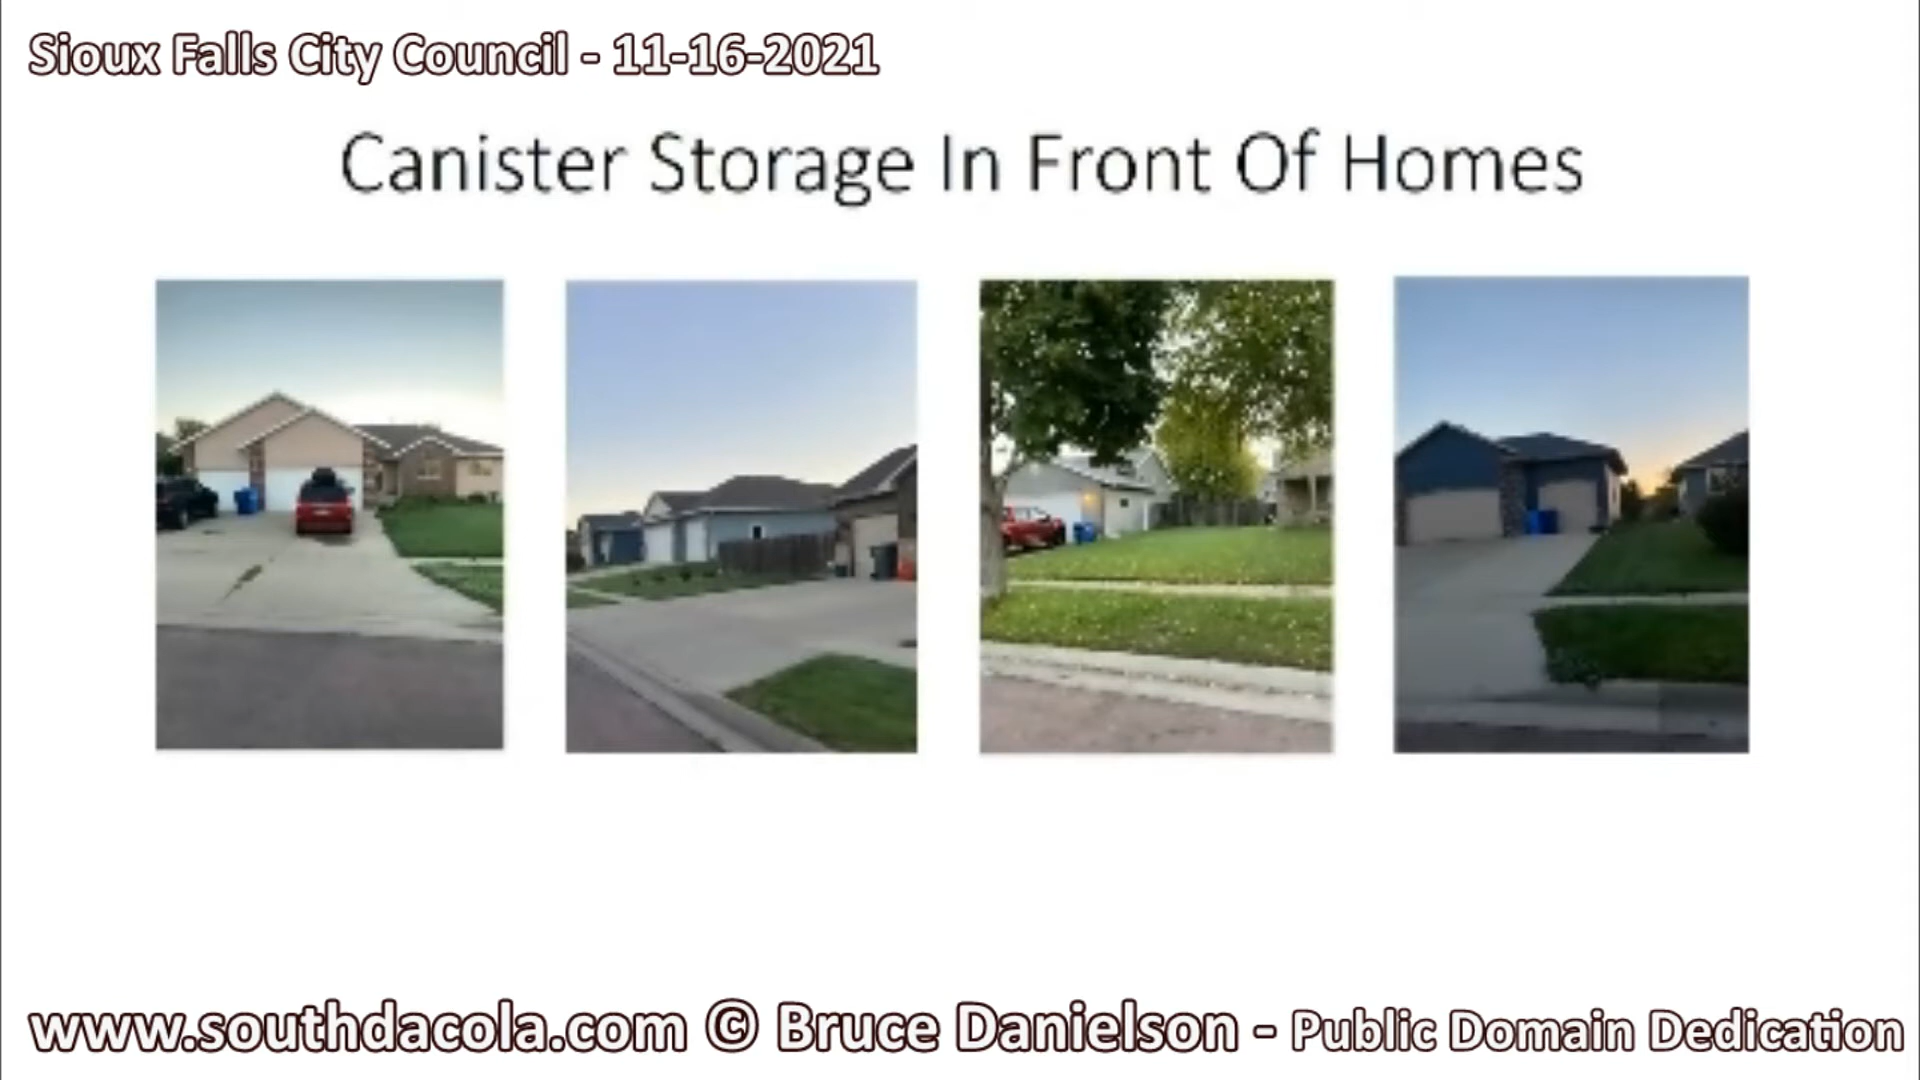 Sioux Falls City Council - 11-16-2021
Canister Storage In Front Of Homes
www.southdacola.com © Bruce Danielson - Public Domain Dedication